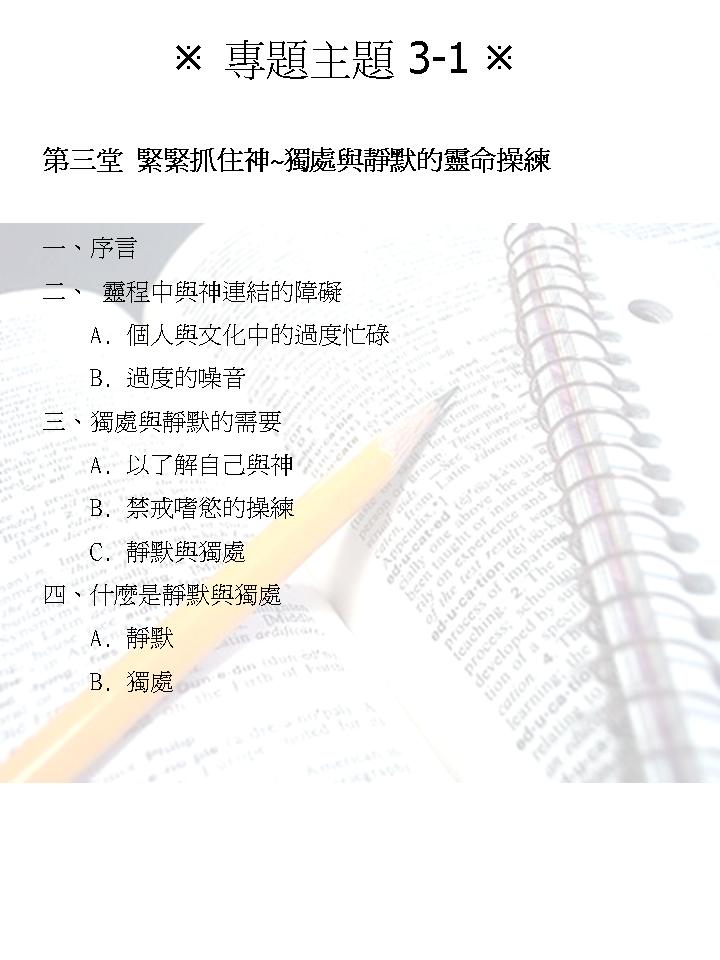 ※ 專題主題 3-1 ※
第三堂 緊緊抓住神~獨處與靜默的靈命操練
一、序言
二、 靈程中與神連結的障礙
A. 個人與文化中的過度忙碌
B. 過度的噪音
三、獨處與靜默的需要
A. 以了解自己與神
B. 禁戒嗜慾的操練
C. 靜默與獨處
四、什麼是靜默與獨處
A. 靜默
B. 獨處